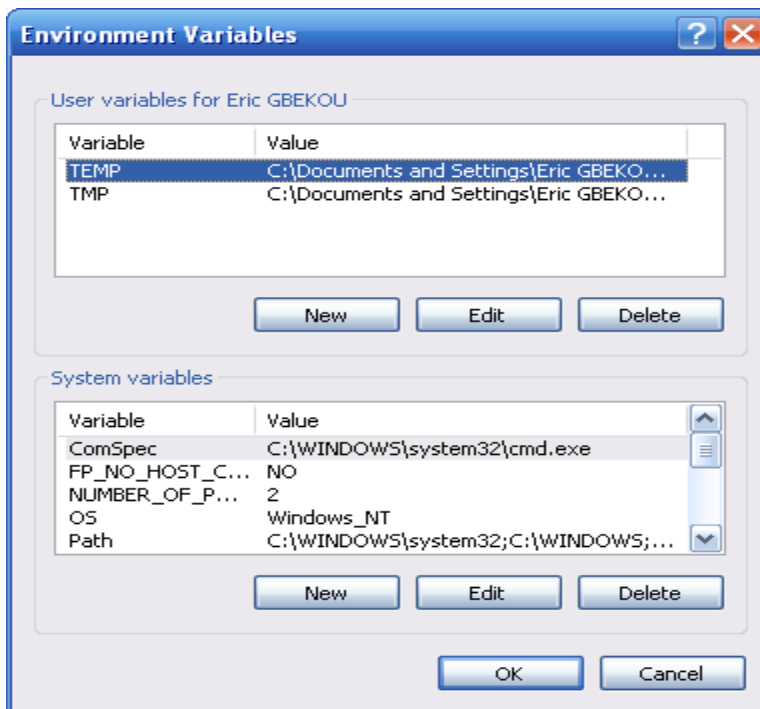 Environment Variables
User variables for Eric GBEKOU
Variable Value
TEMP C:\Documents and Settings\Eric GBEKO...
TMP C:\Documents and Settings\Eric GBEKO...
New Edit Delete
System variables
Variable Value
ComSpec C:\WINDOWS\system32\cmd.exe
FP_NO_HOST_C... NO
NUMBER_OF_P... 2
OS Windows_NT
Path C:\WINDOWS\system32;C:\WINDOWS;...
New Edit Delete
OK Cancel